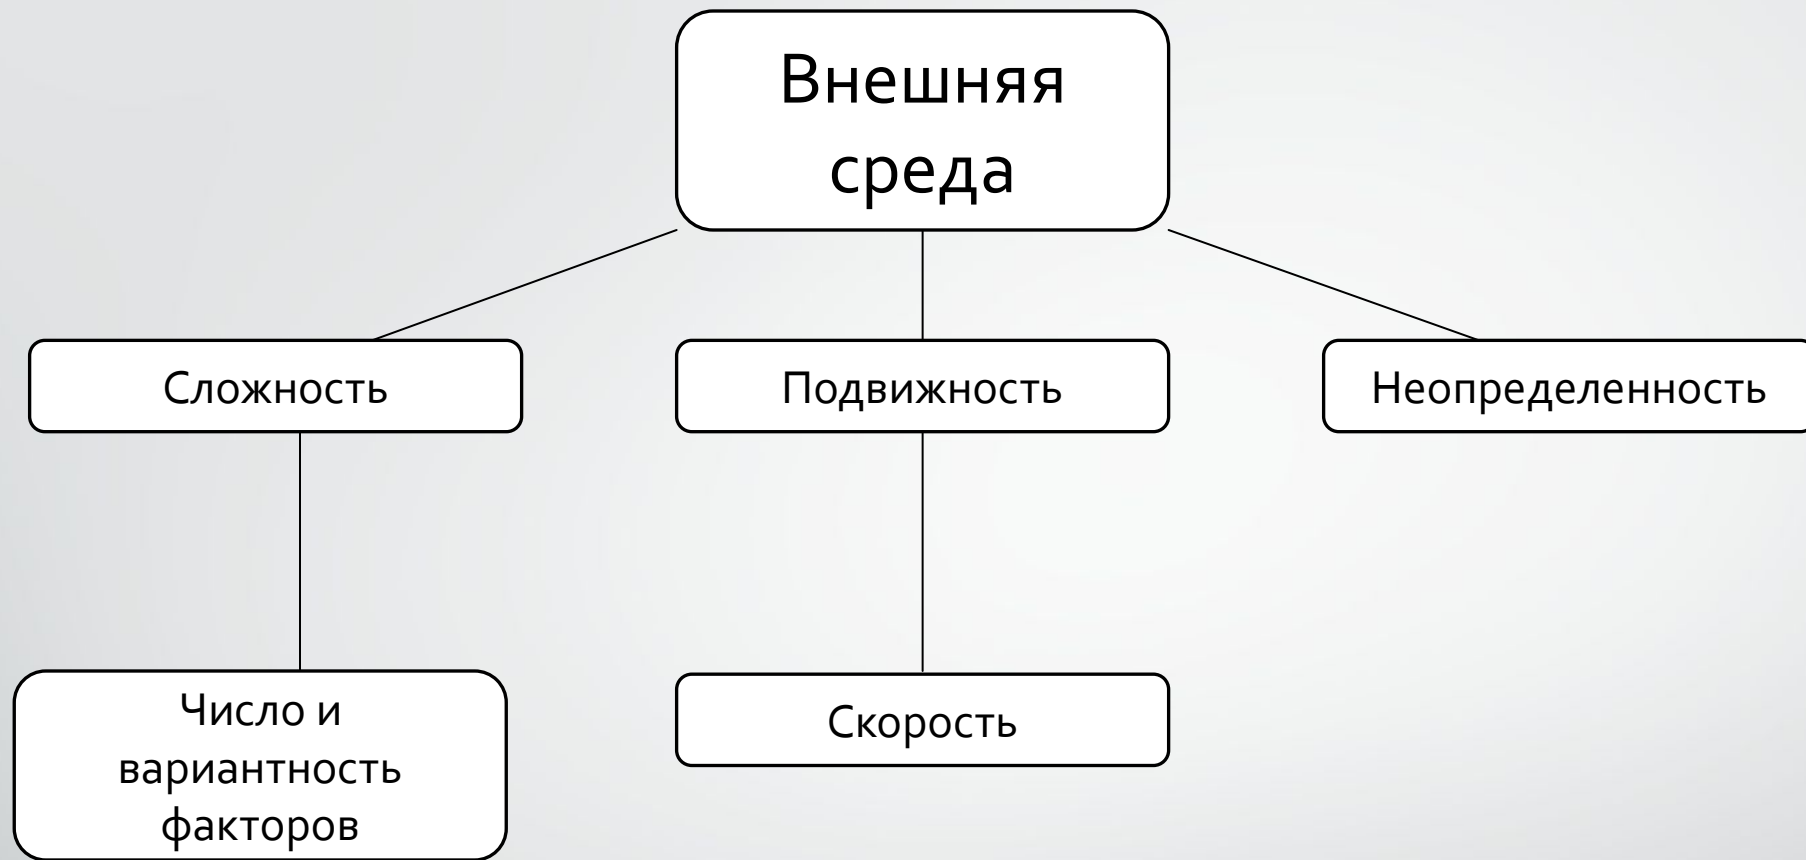 Внешняя
среда
Сложность
Подвижность
Неопределенность
Число и
вариантность
факторов
Скорость